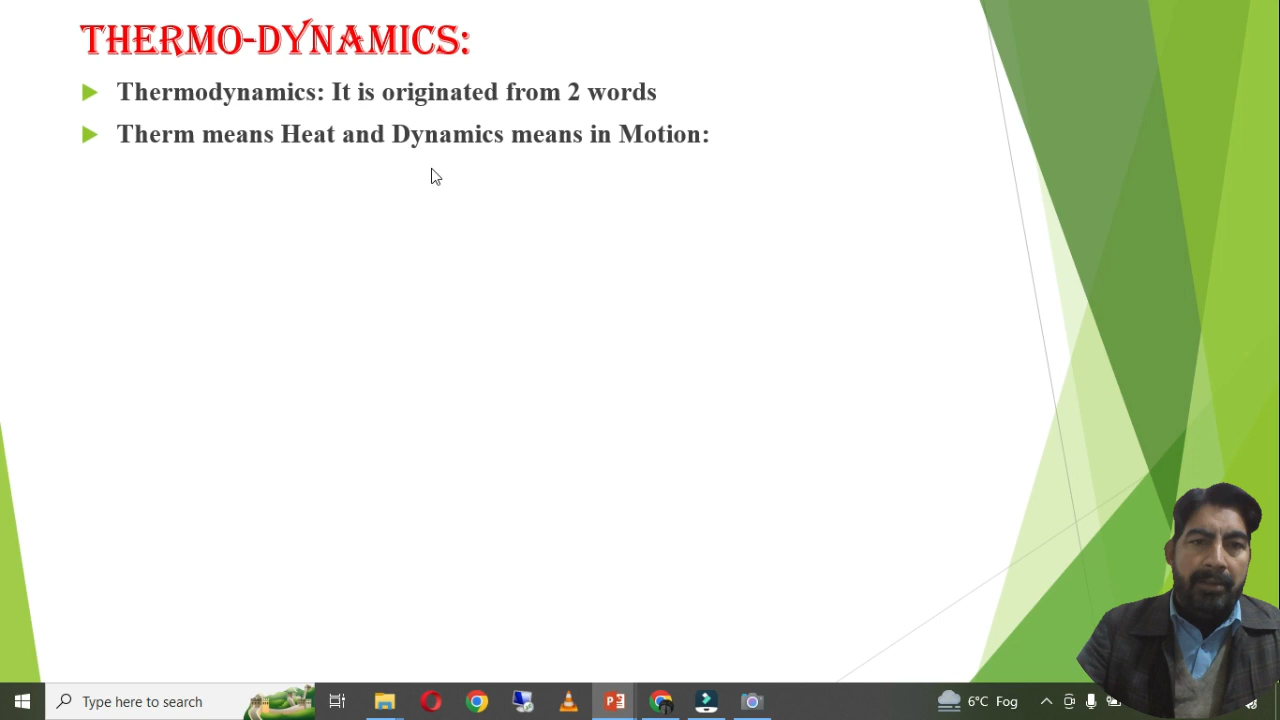 THERMO-DYNAMICS:
Thermodynamics: It is originated from 2 words
Therm means Heat and Dynamics means in Motion:
Type here to search
6°C Fog